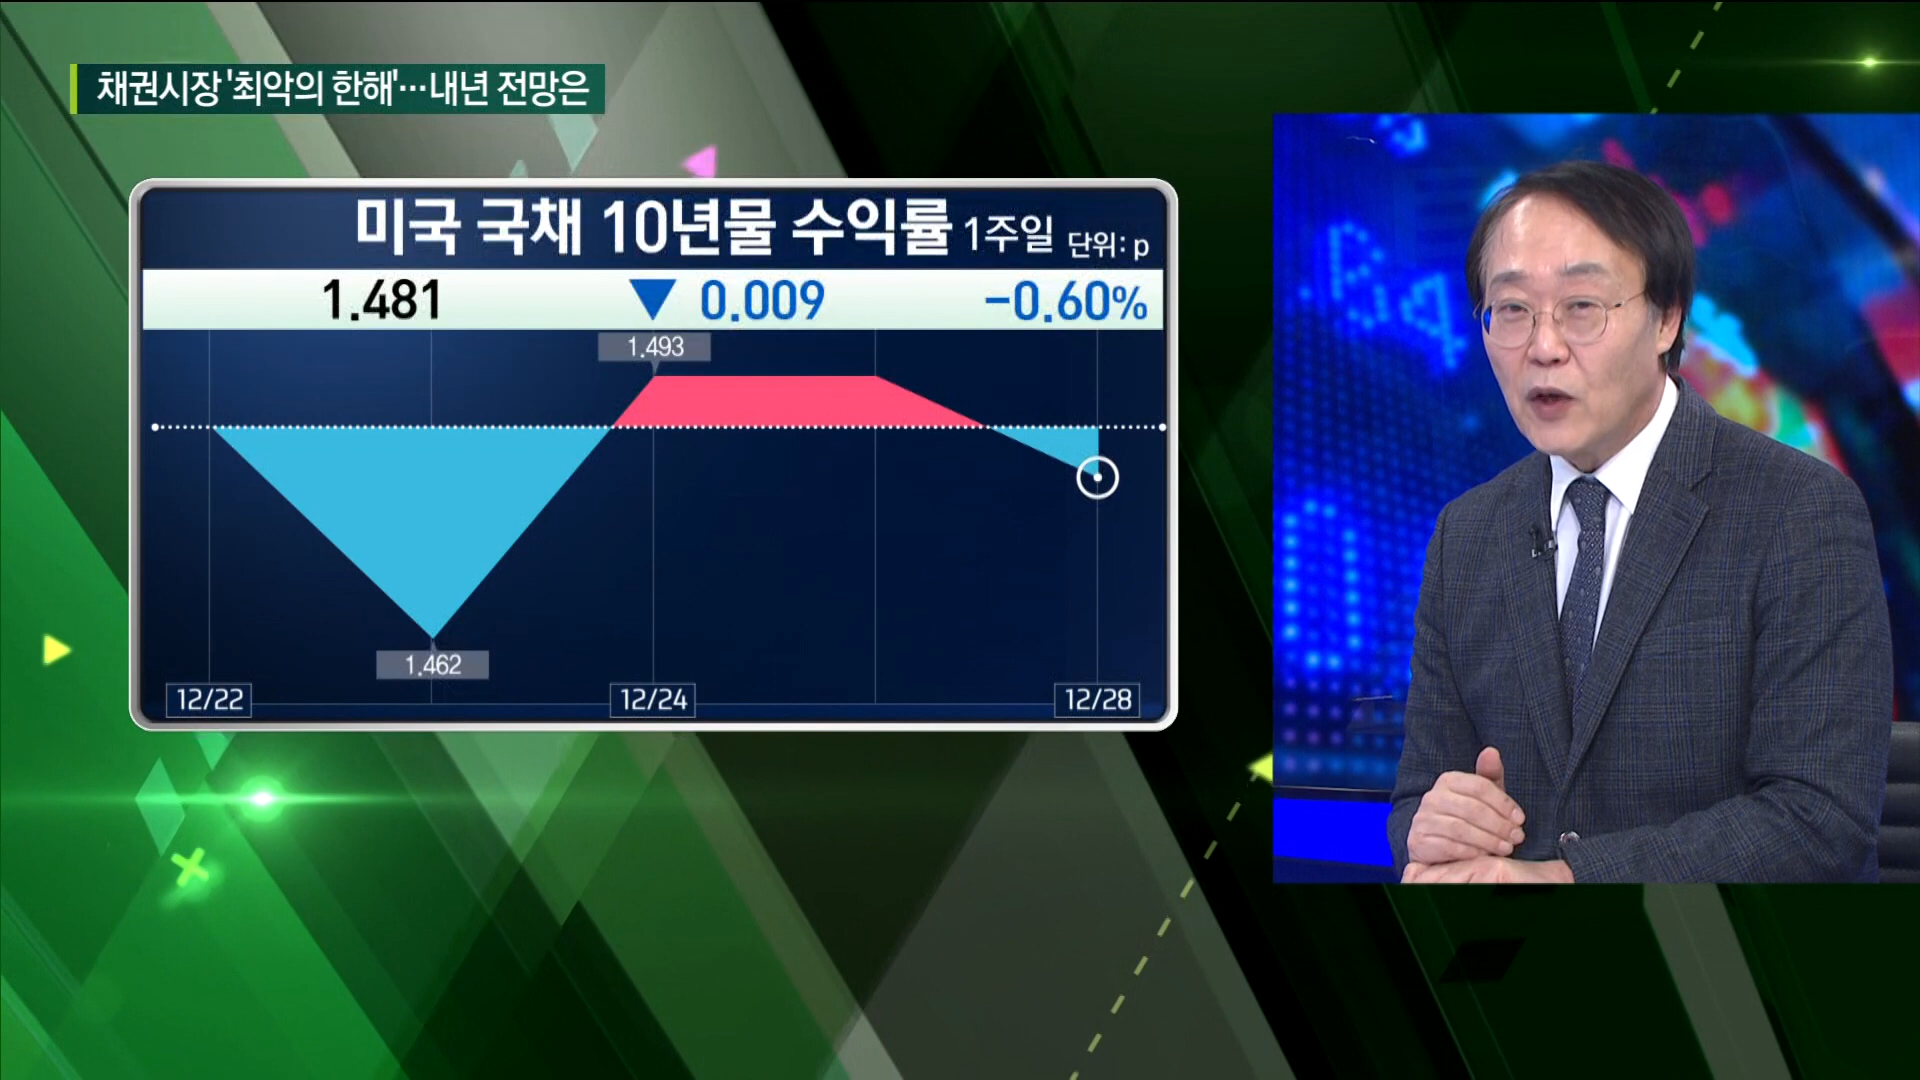 채권시장 '최악의 한해'…내년 전망은
미국 국채 10년물 수익률 1주일 단위: p
1.481 ▼ 0.009 -0.60%
1.493
1.462
12/22 12/24 12/28